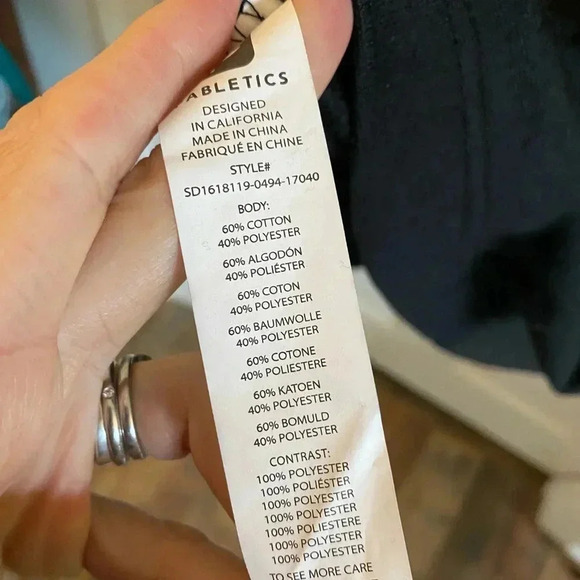 ABLETICS
DESIGNED
IN CALIFORNIA
MADE IN CHINA
FABRIQUÉ EN CHINE
STYLE#
SD1618119-0494-17040
BODY:
60% COTTON
40% POLYESTER
60% ALGODÓN
40% POLIÉSTER
60% COTON
40% POLYESTER
60% BAUMWOLLE
40% POLYESTER
60% COTONE
40% POLIESTERE
60% KATOEN
40% POLYESTER
60% BOMULD
40% POLYESTER
CONTRAST:
100% POLYESTER
100% POLIÉSTER
100% POLYESTER
100% POLYESTER
100% POLIESTERE
100% POLYESTER
100% POLYESTER
TO SEE MORE CARE